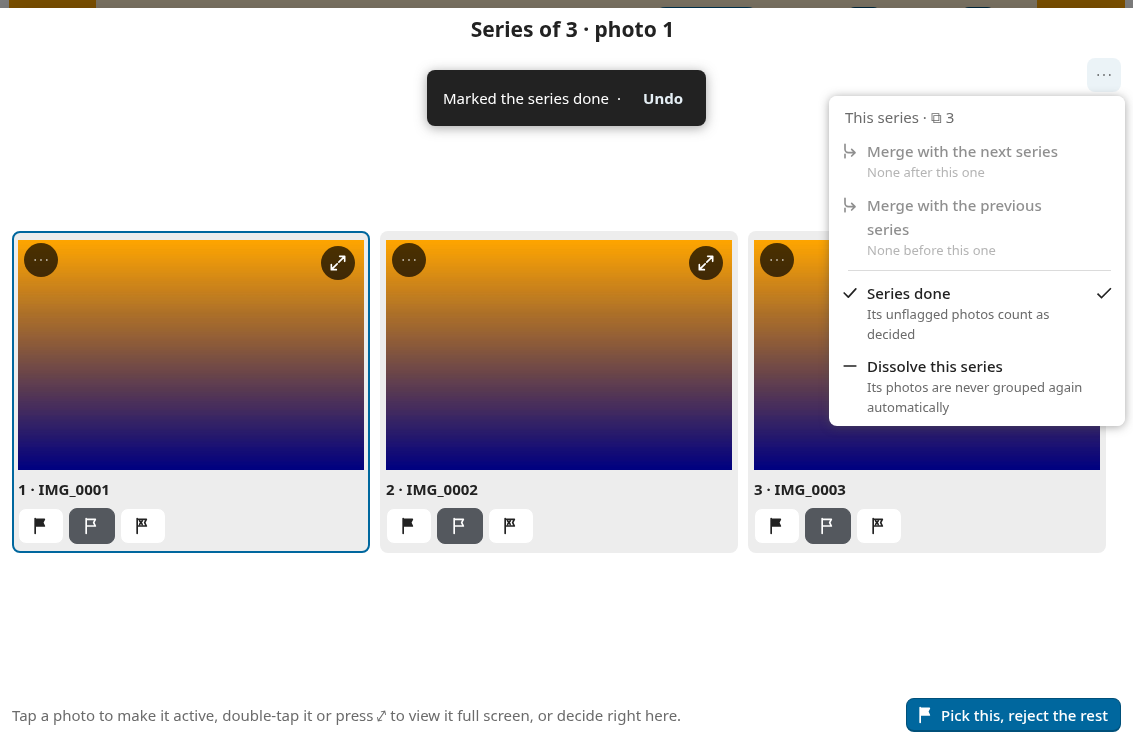 Series of 3 · photo 1
Marked the series done · Undo
This series · ⧉ 3
Merge with the next series
None after this one
Merge with the previous
series
None before this one
Series done
Its unflagged photos count as
decided
Dissolve this series
Its photos are never grouped again
automatically
1 · IMG_0001
2 · IMG_0002
3 · IMG_0003
Tap a photo to make it active, double-tap it or press ⤢ to view it full screen, or decide right here.
Pick this, reject the rest